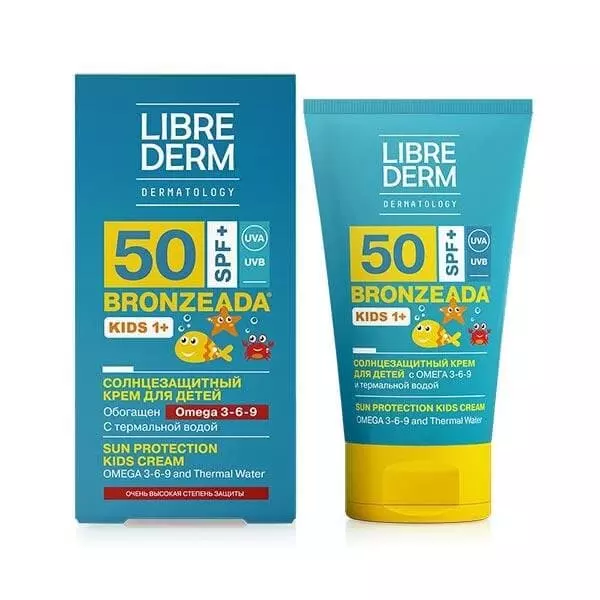 LIBRE
DERM
DERMATOLOGY
50
SPF+
UVA
UVB
BRONZEADA®
KIDS 1+
СОЛНЦЕЗАЩИТНЫЙ
КРЕМ ДЛЯ ДЕТЕЙ
Обогащен Omega 3-6-9
С термальной водой
SUN PROTECTION
KIDS CREAM
OMEGA 3-6-9 and Thermal Water
ОЧЕНЬ ВЫСОКАЯ СТЕПЕНЬ ЗАЩИТЫ
LIBRE
DERM
DERMATOLOGY
50
SPF+
UVA
UVB
BRONZEADA®
KIDS 1+
СОЛНЦЕЗАЩИТНЫЙ КРЕМ
ДЛЯ ДЕТЕЙ с ОМЕГА 3-6-9
и термальной водой
SUN PROTECTION KIDS CREAM
OMEGA 3-6-9 and Thermal Water